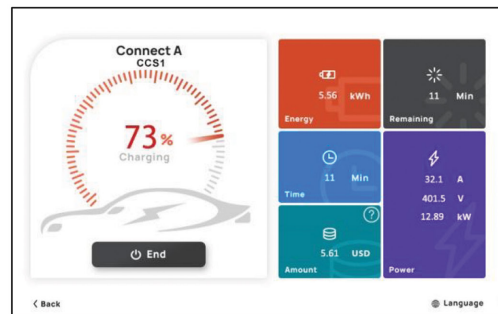 Connect A
CCS1
73%
Charging
End
5.56 kWh
Energy
11 Min
Remaining
11 Min
Time
32.1 A
401.5 V
12.89 kW
Power
?
5.61 USD
Amount
Back
Language